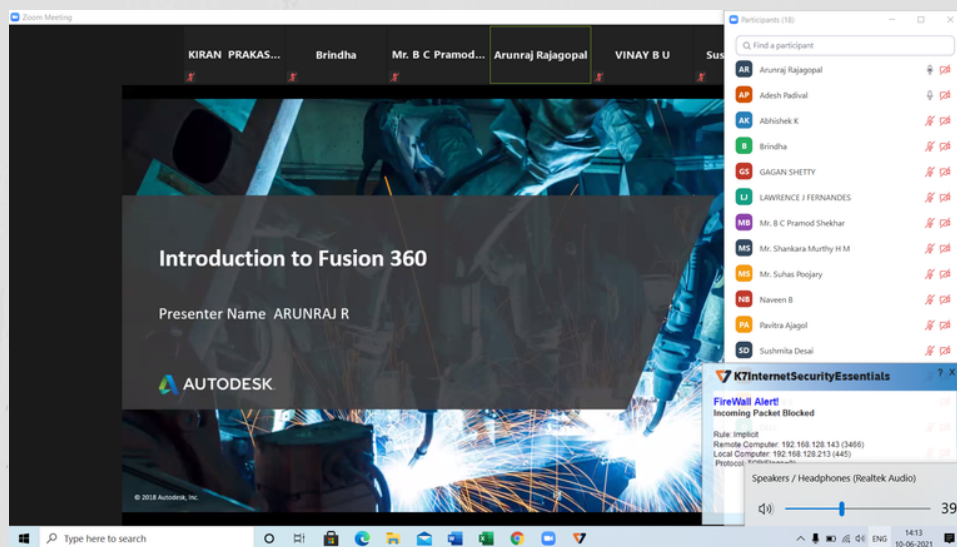 Zoom Meeting
KIRAN PRAKAS...
Brindha
Mr. B C Pramod...
Arunraj Rajagopal
VINAY B U
Sus
Introduction to Fusion 360
Presenter Name ARUNRAJ R
AUTODESK.
© 2018 Autodesk, Inc.
Participants (18)
Find a participant
AR Arunraj Rajagopal
AP Adesh Padival
AK Abhishek K
B Brindha
GS GAGAN SHETTY
LJ LAWRENCE J FERNANDES
MB Mr. B C Pramod Shekhar
MS Mr. Shankara Murthy H M
MS Mr. Suhas Poojary
NB Naveen B
PA Pavitra Ajagol
SD Sushmita Desai
K7InternetSecurityEssentials ? X
FireWall Alert!
Incoming Packet Blocked
Rule: Implicit
Remote Computer: 192.168.128.143 (3466)
Local Computer: 192.168.128.213 (445)
Speakers / Headphones (Realtek Audio)
39
Type here to search
ENG
14:13
10-06-2021